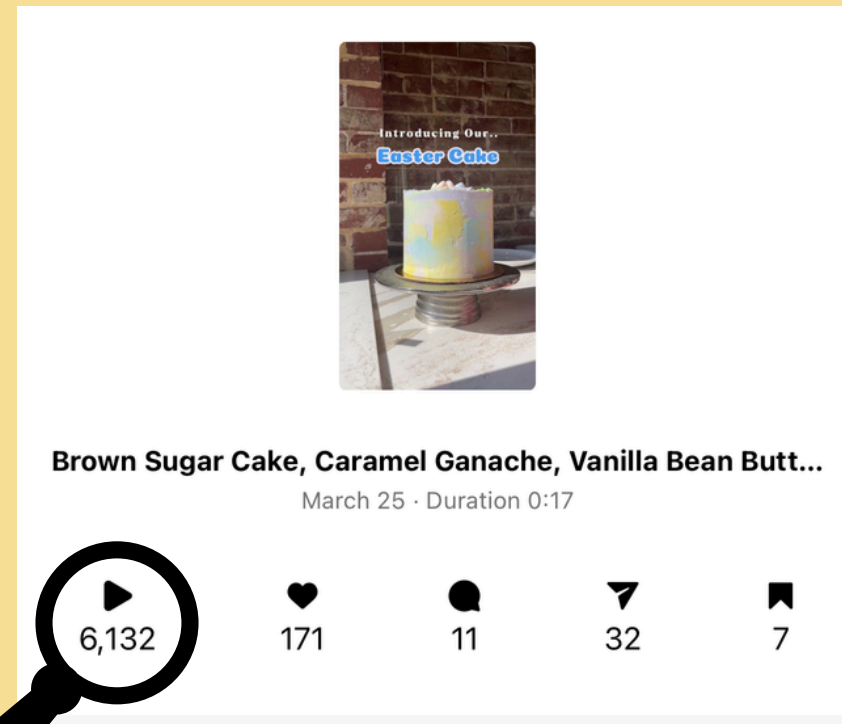 Introducing Our..
Easter Cake
Brown Sugar Cake, Caramel Ganache, Vanilla Bean Butt...
March 25 · Duration 0:17
6,132 171 11 32 7